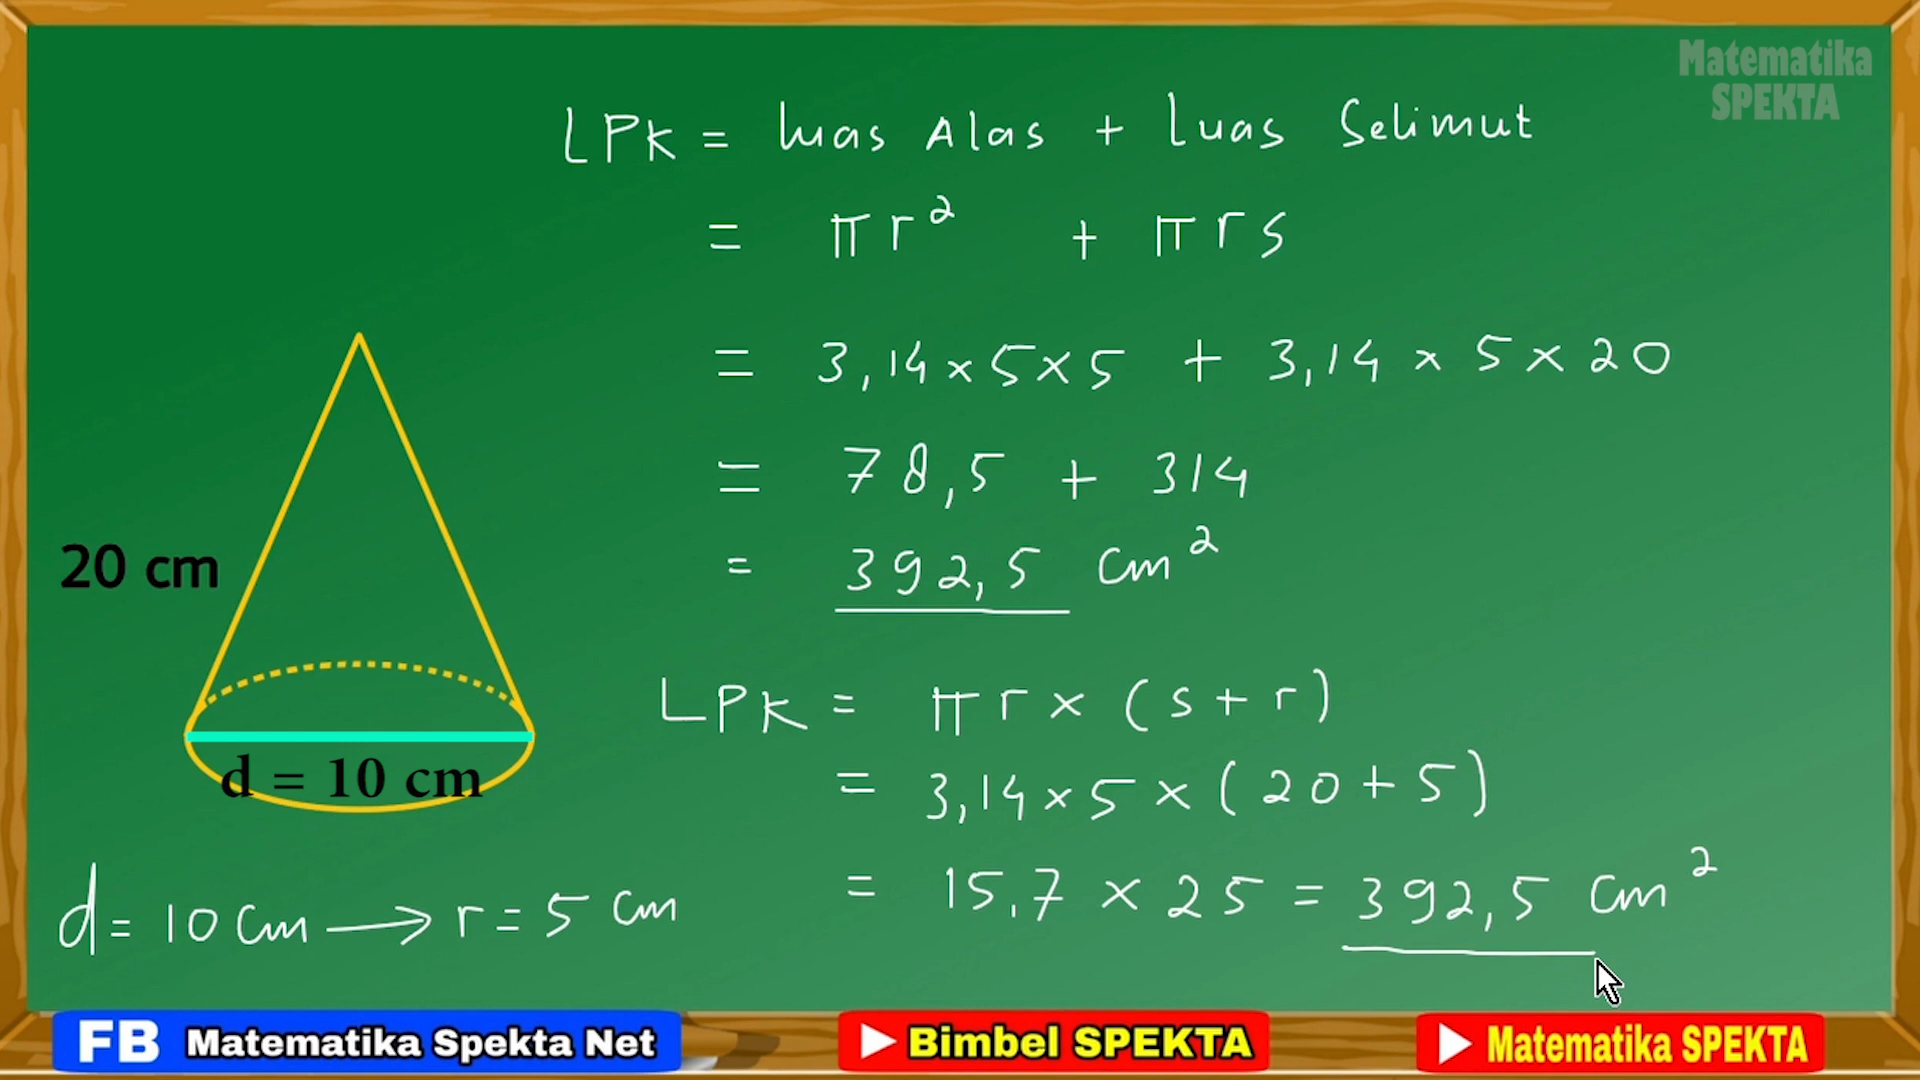 Matematika
SPEKTA
LPK = Luas Alas + Luas Selimut
= πr² + πrs
= 3,14 × 5 × 5 + 3,14 × 5 × 20
= 78,5 + 314
= 392,5 cm²
20 cm
d = 10 cm
d = 10 cm → r = 5 cm
LPK = πr × (s + r)
= 3,14 × 5 × (20 + 5)
= 15,7 × 25 = 392,5 cm²
FB Matematika Spekta Net
Bimbel SPEKTA
Matematika SPEKTA